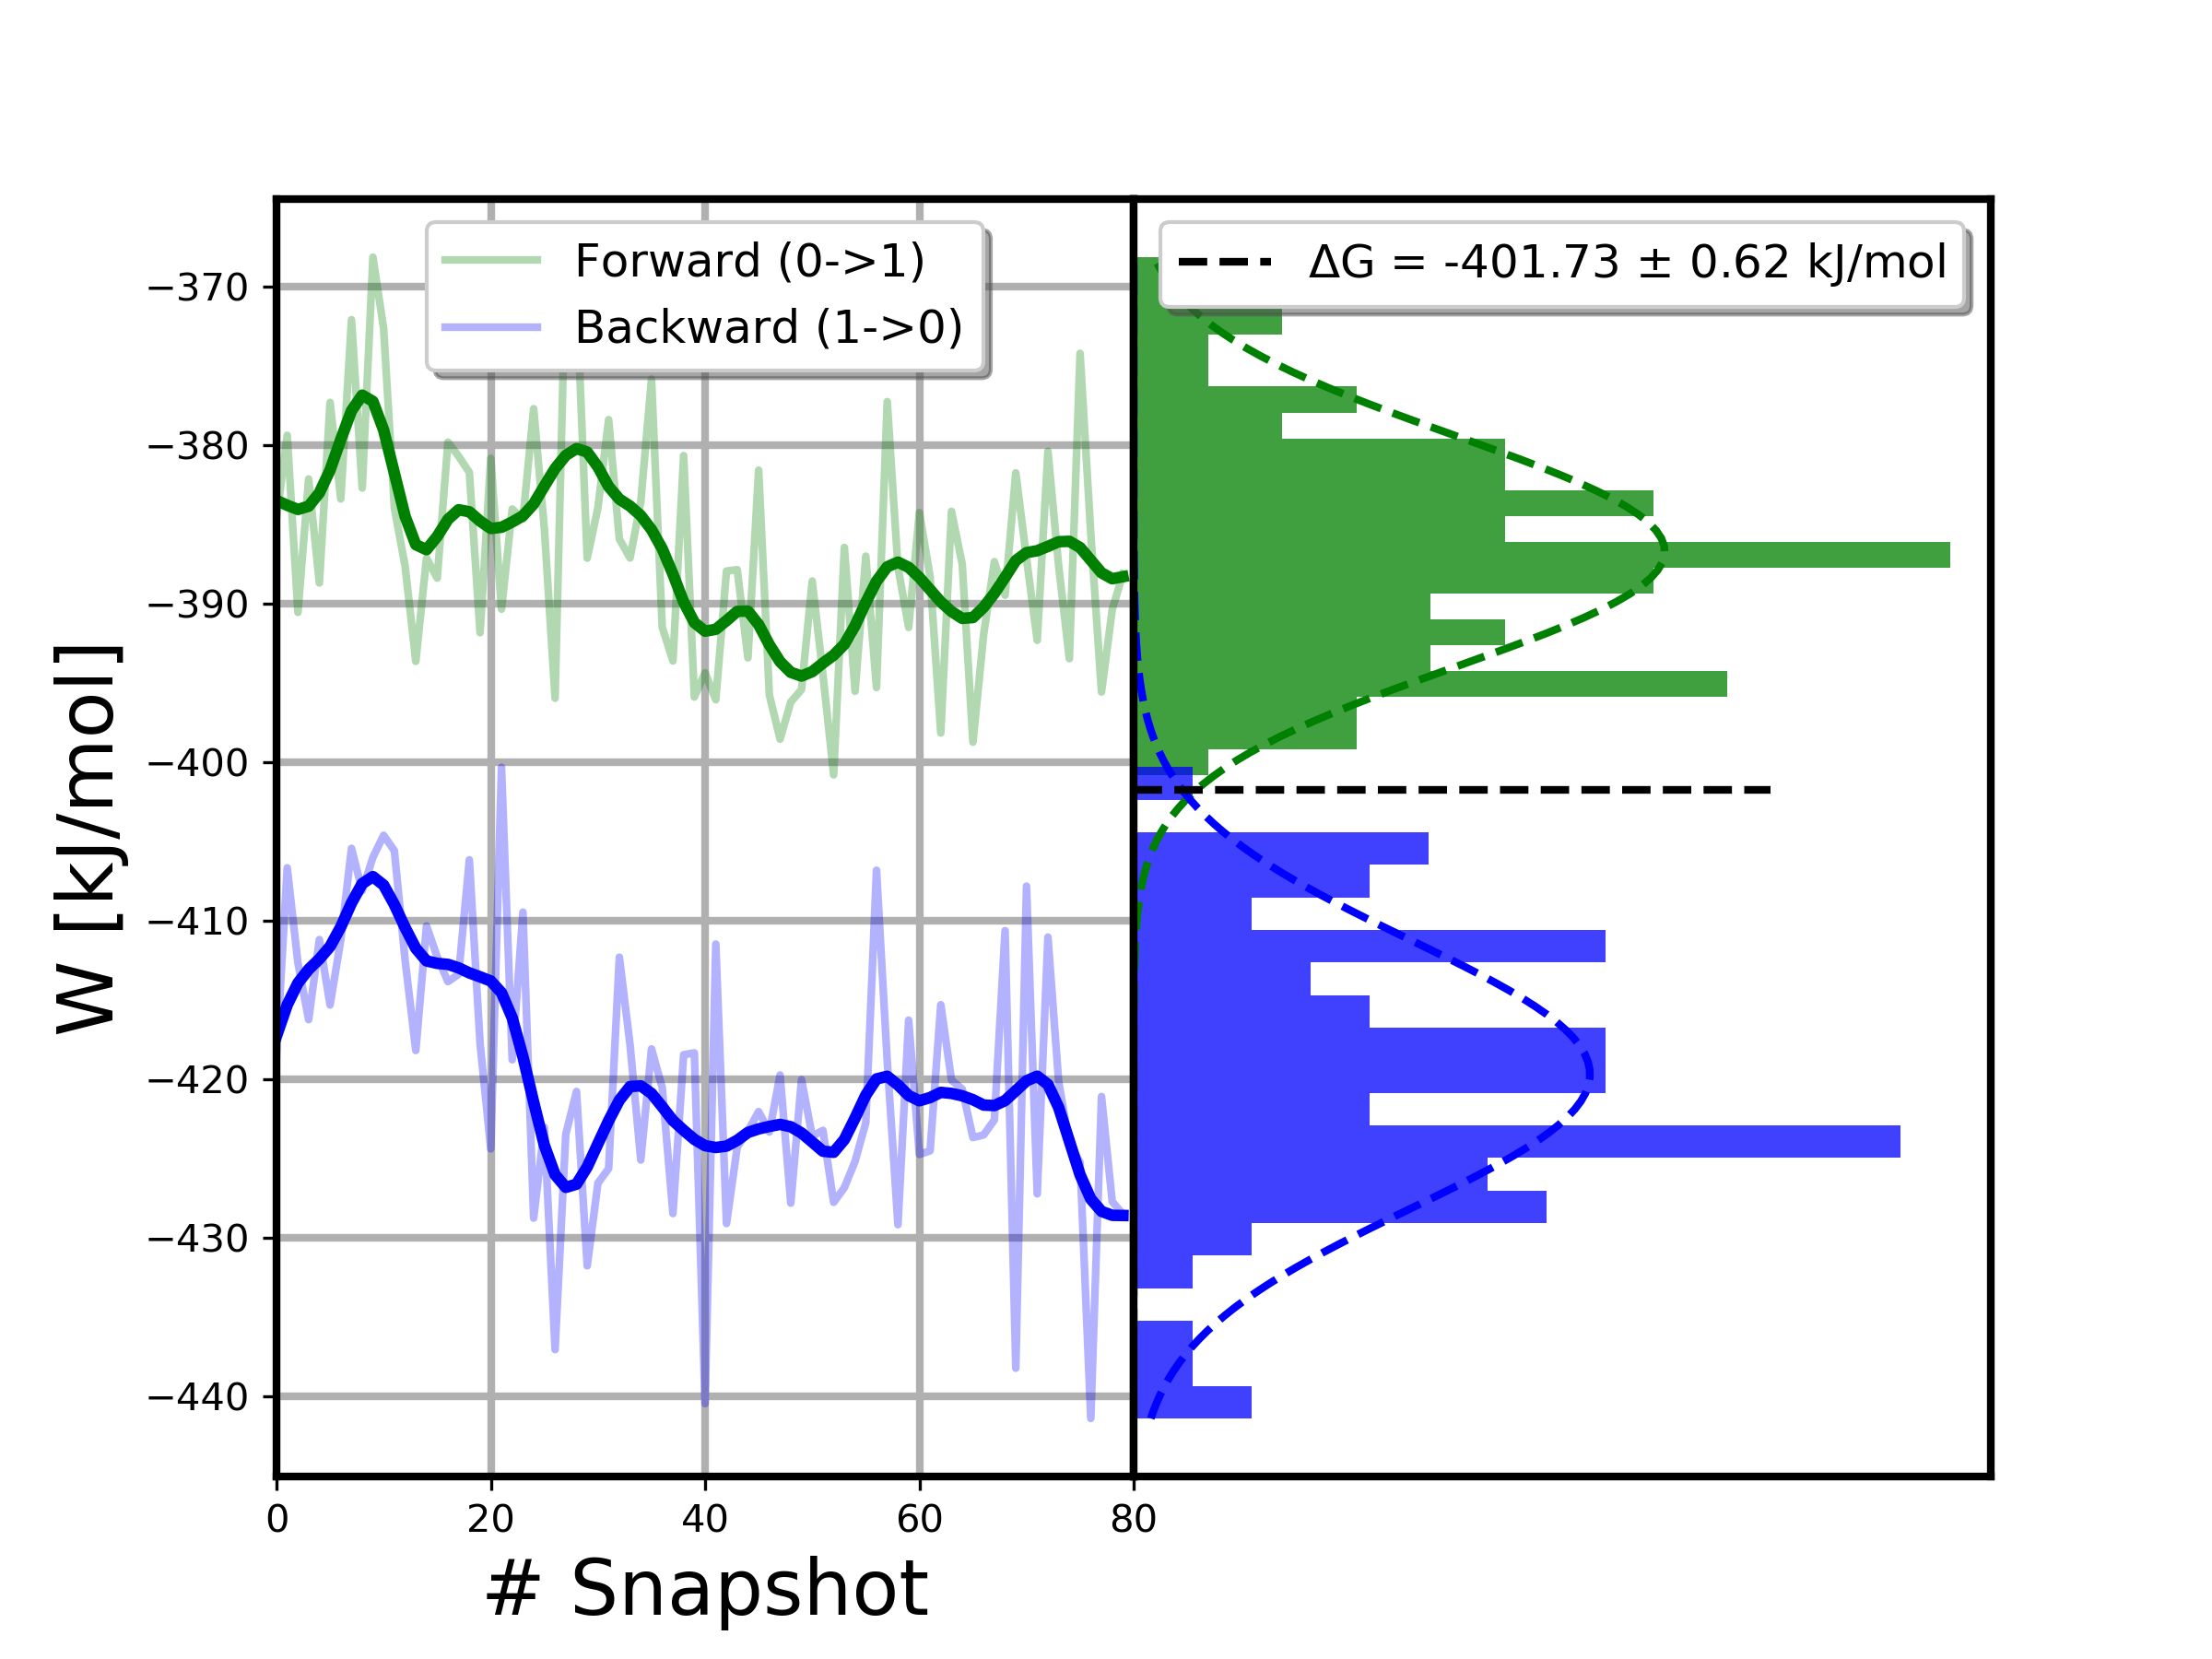 Forward (0->1)
Backward (1->0)
ΔG = -401.73 ± 0.62 kJ/mol
−370
−380
−390
−400
−410
−420
−430
−440
W [kJ/mol]
0 20 40 60 80
# Snapshot